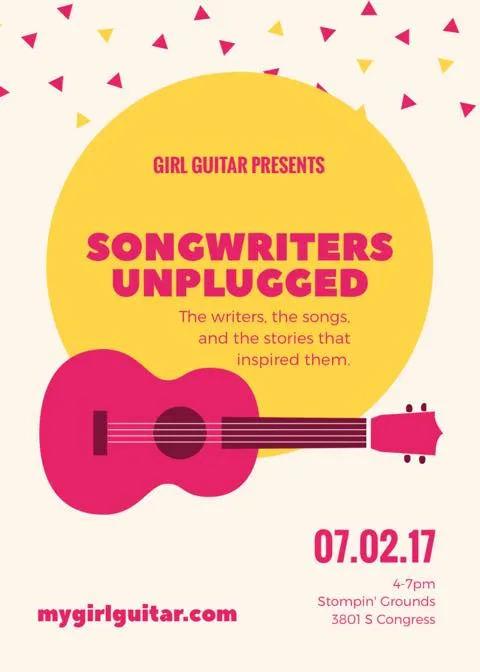 GIRL GUITAR PRESENTS
SONGWRITERS
UNPLUGGED
The writers, the songs,
and the stories that
inspired them.
07.02.17
4-7pm
Stompin' Grounds
3801 S Congress
mygirlguitar.com